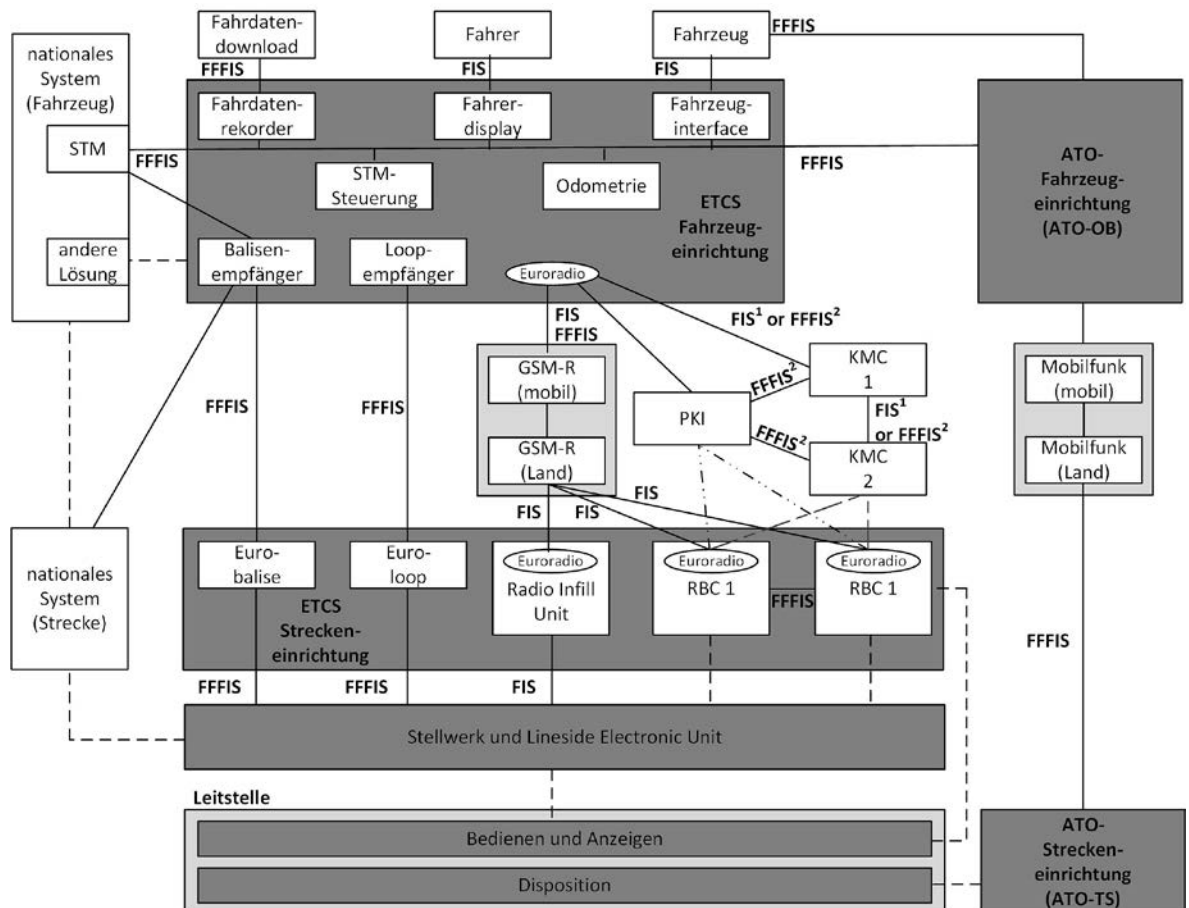 nationales
System
(Fahrzeug)
STM
andere
Lösung
Fahrdaten-
download
Fahrer
Fahrzeug
FFFIS
FFFIS
FIS
FIS
Fahrdaten-
rekorder
Fahrer-
display
Fahrzeug-
interface
FFFIS
FFFIS
STM-
Steuerung
Odometrie
ETCS
Fahrzeug-
einrichtung
Balisen-
empfänger
Loop-
empfänger
Euroradio
ATO-
Fahrzeug-
einrichtung
(ATO-OB)
FIS
FFFIS
FIS¹ or FFFIS²
GSM-R
(mobil)
GSM-R
(Land)
FFFIS
FFFIS
PKI
FFFIS²
FFFIS²
KMC
1
FIS¹
or FFFIS²
KMC
2
Mobilfunk
(mobil)
Mobilfunk
(Land)
FIS
FIS
FIS
nationales
System
(Strecke)
Euro-
balise
Euro-
loop
Euroradio
Radio Infill
Unit
Euroradio
RBC 1
FFFIS
Euroradio
RBC 1
ETCS
Strecken-
einrichtung
FFFIS
FFFIS
FFFIS
FIS
Stellwerk und Lineside Electronic Unit
Leitstelle
Bedienen und Anzeigen
Disposition
ATO-
Strecken-
einrichtung
(ATO-TS)